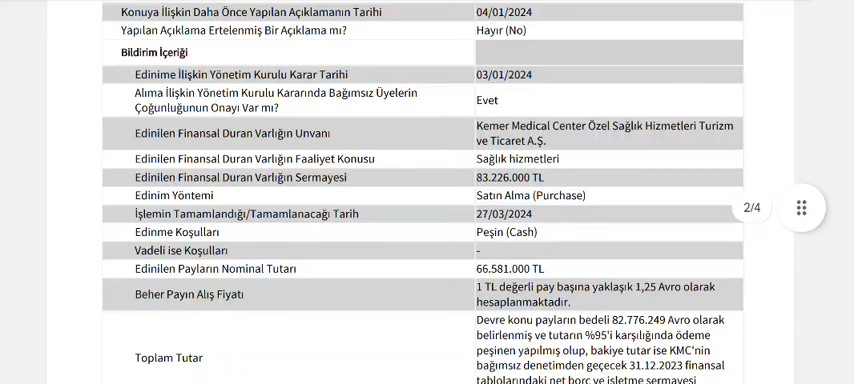 Konuya İlişkin Daha Önce Yapılan Açıklamanın Tarihi 04/01/2024
Yapılan Açıklama Ertelenmiş Bir Açıklama mı? Hayır (No)
Bildirim İçeriği
Edinime İlişkin Yönetim Kurulu Karar Tarihi 03/01/2024
Alıma İlişkin Yönetim Kurulu Kararında Bağımsız Üyelerin
Çoğunluğunun Onayı Var mı? Evet
Edinilen Finansal Duran Varlığın Unvanı Kemer Medical Center Özel Sağlık Hizmetleri Turizm
ve Ticaret A.Ş.
Edinilen Finansal Duran Varlığın Faaliyet Konusu Sağlık hizmetleri
Edinilen Finansal Duran Varlığın Sermayesi 83.226.000 TL
Edinim Yöntemi Satın Alma (Purchase)
2/4
İşlemin Tamamlandığı/Tamamlanacağı Tarih 27/03/2024
Edinme Koşulları Peşin (Cash)
Vadeli ise Koşulları -
Edinilen Payların Nominal Tutarı 66.581.000 TL
Beher Payın Alış Fiyatı 1 TL değerli pay başına yaklaşık 1,25 Avro olarak
hesaplanmaktadır.
Toplam Tutar Devre konu payların bedeli 82.776.249 Avro olarak
belirlenmiş ve tutarın %95'i karşılığında ödeme
peşinen yapılmış olup, bakiye tutar ise KMC'nin
bağımsız denetimden geçecek 31.12.2023 finansal
tablolarındaki net borç ve işletme sermayesi